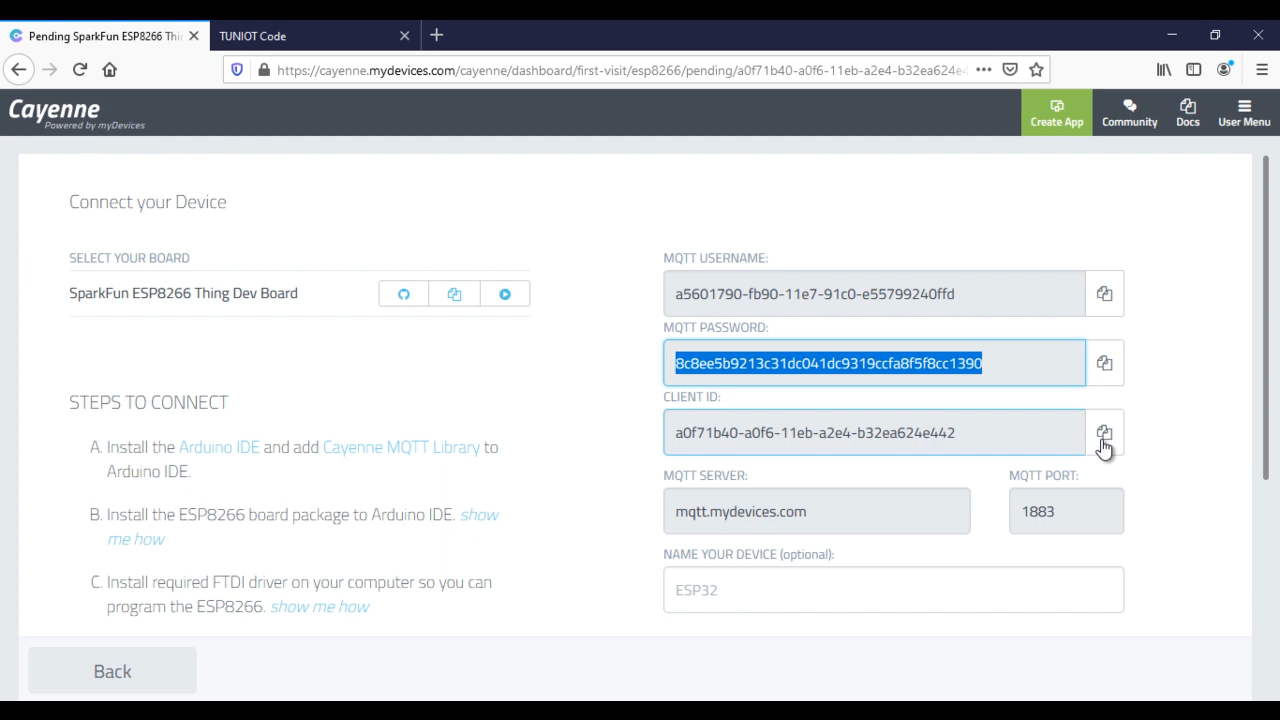 Pending SparkFun ESP8266 Thi
TUNIOT Code
https://cayenne.mydevices.com/cayenne/dashboard/first-visit/esp8266/pending/a0f71b40-a0f6-11eb-a2e4-b32ea624e4
Cayenne
Powered by myDevices
Create App
Community
Docs
User Menu
Connect your Device
SELECT YOUR BOARD
SparkFun ESP8266 Thing Dev Board
STEPS TO CONNECT
A. Install the Arduino IDE and add Cayenne MQTT Library to
Arduino IDE.
B. Install the ESP8266 board package to Arduino IDE. show
me how
C. Install required FTDI driver on your computer so you can
program the ESP8266. show me how
MQTT USERNAME:
a5601790-fb90-11e7-91c0-e55799240ffd
MQTT PASSWORD:
8c8ee5b9213c31dc041dc9319ccfa8f5f8cc1390
CLIENT ID:
a0f71b40-a0f6-11eb-a2e4-b32ea624e442
MQTT SERVER:
mqtt.mydevices.com
MQTT PORT:
1883
NAME YOUR DEVICE (optional):
ESP32
Back